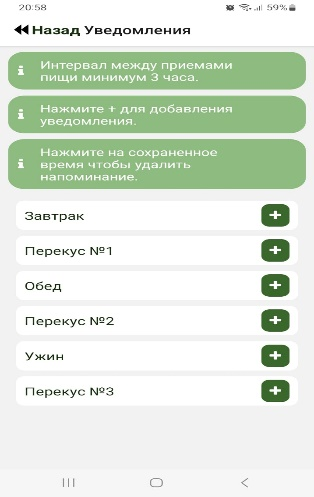 20:58
59%
Назад Уведомления
Интервал между приемами
пищи минимум 3 часа.
Нажмите + для добавления
уведомления.
Нажмите на сохраненное
время чтобы удалить
напоминание.
Завтрак
+
Перекус №1
+
Обед
+
Перекус №2
+
Ужин
+
Перекус №3
+